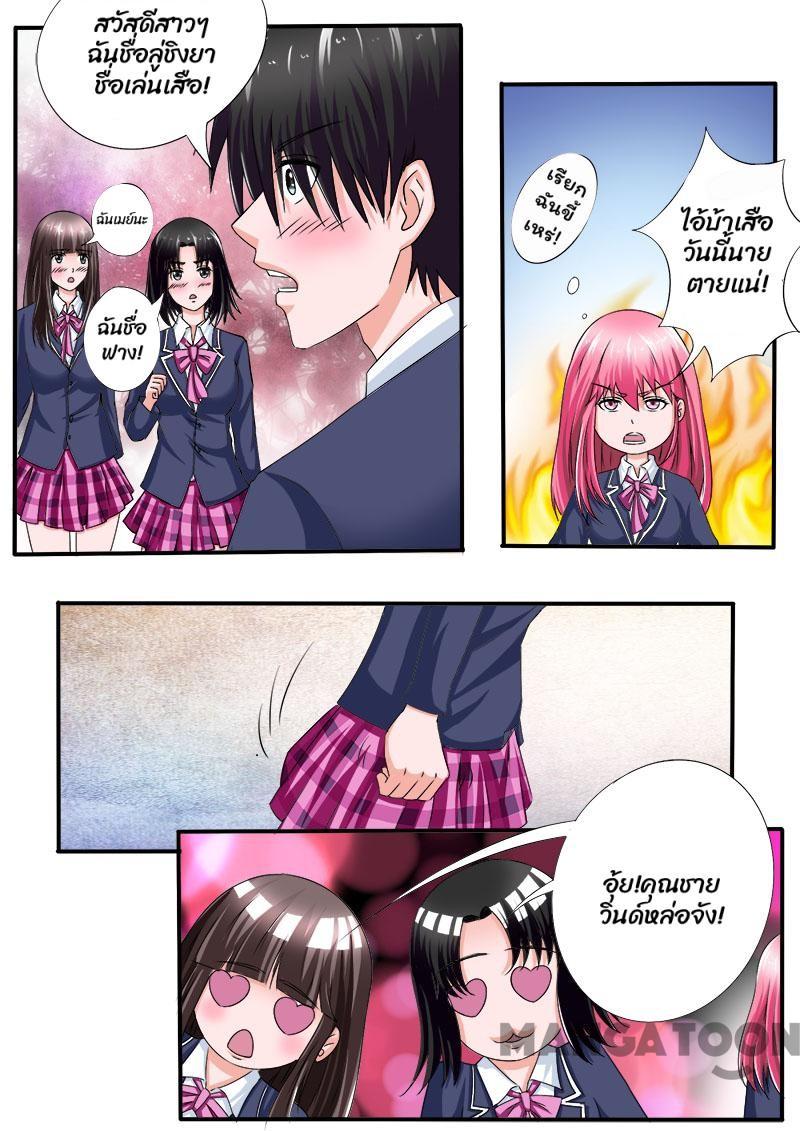 สวัสดีสาวๆ
ฉันชื่อลู่ชิงยา
ชื่อเล่นเสือ!
ฉันเมย์นะ
ฉันชื่อ
ฟาง!
เรียก
ฉันขี้
เหร่!
ไอ้บ้าเสือ
วันนี้นาย
ตายแน่!
อุ้ย!คุณชาย
วินด์หล่อจัง!
MANGATOON